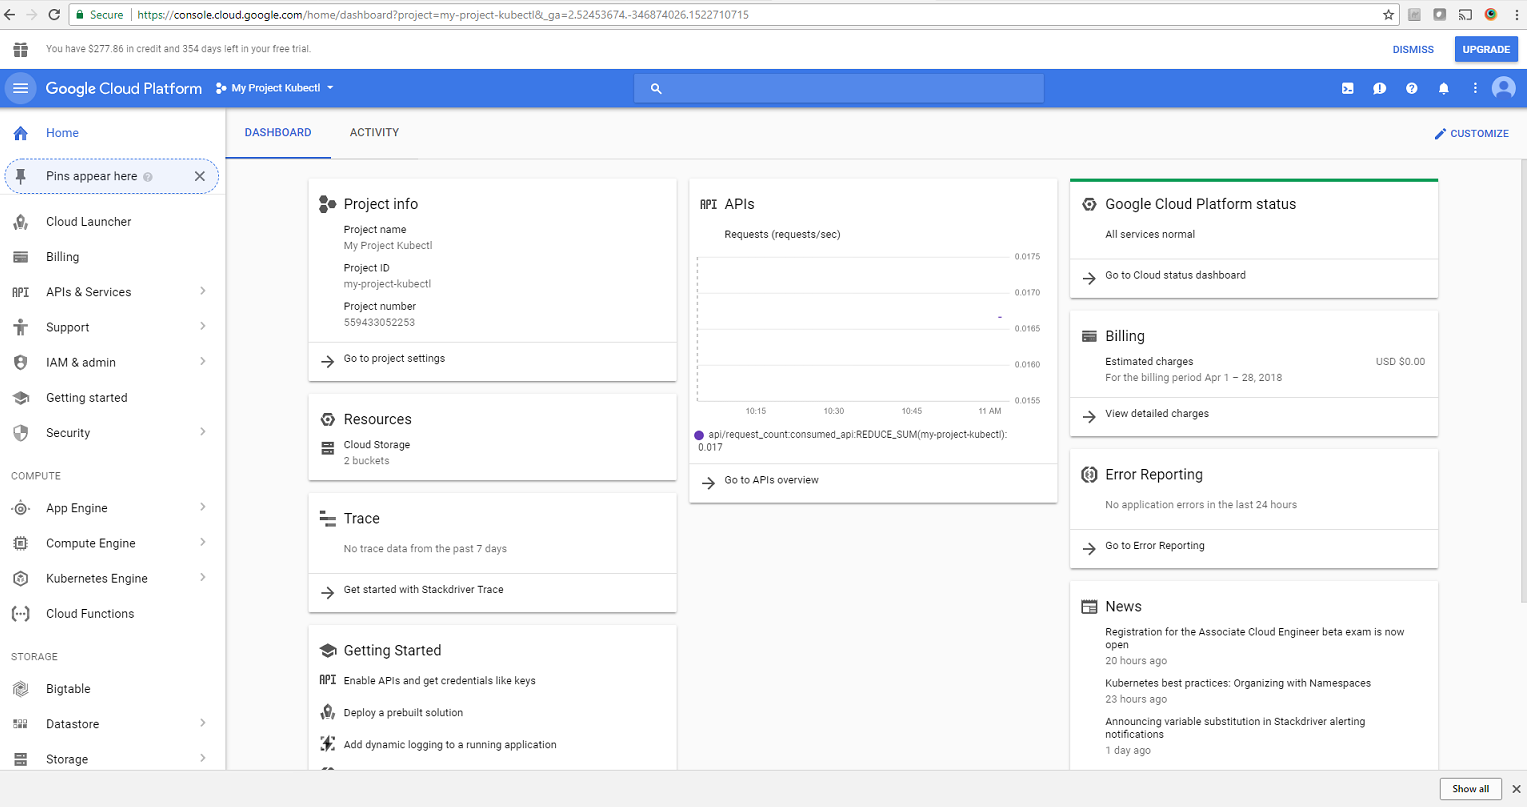 Secure
https://console.cloud.google.com/home/dashboard?project=my-project-kubectl&_ga=2.52453674.-346874026.1522710715
You have $277.86 in credit and 354 days left in your free trial.
DISMISS
UPGRADE
Google Cloud Platform
My Project Kubectl
Home
Pins appear here
Cloud Launcher
Billing
API APIs & Services
Support
IAM & admin
Getting started
Security
COMPUTE
App Engine
Compute Engine
Kubernetes Engine
Cloud Functions
STORAGE
Bigtable
Datastore
Storage
DASHBOARD
ACTIVITY
CUSTOMIZE
Project info
Project name
My Project Kubectl
Project ID
my-project-kubectl
Project number
559433052253
Go to project settings
Resources
Cloud Storage
2 buckets
Trace
No trace data from the past 7 days
Get started with Stackdriver Trace
Getting Started
API Enable APIs and get credentials like keys
Deploy a prebuilt solution
Add dynamic logging to a running application
API APIs
Requests (requests/sec)
0.0175
0.0170
0.0165
0.0160
0.0155
10:15
10:30
10:45
11 AM
api/request_count:consumed_api:REDUCE_SUM(my-project-kubectl):
0.017
Go to APIs overview
Google Cloud Platform status
All services normal
Go to Cloud status dashboard
Billing
Estimated charges
USD $0.00
For the billing period Apr 1 – 28, 2018
View detailed charges
Error Reporting
No application errors in the last 24 hours
Go to Error Reporting
News
Registration for the Associate Cloud Engineer beta exam is now
open
20 hours ago
Kubernetes best practices: Organizing with Namespaces
23 hours ago
Announcing variable substitution in Stackdriver alerting
notifications
1 day ago
Show all